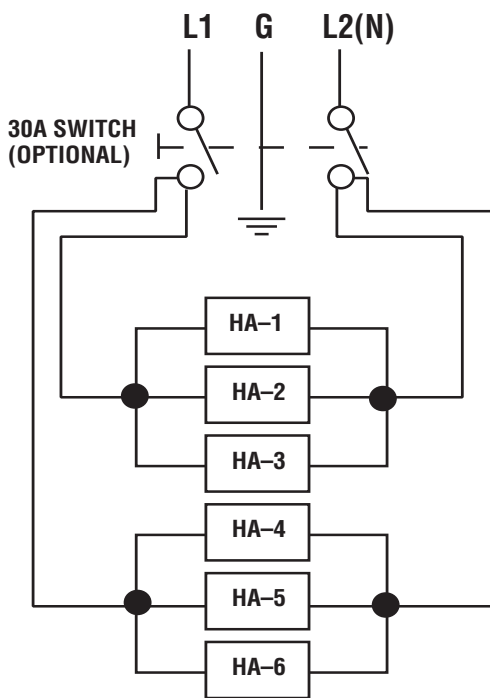 L1 G L2(N)
30A SWITCH
(OPTIONAL)
HA–1
HA–2
HA–3
HA–4
HA–5
HA–6